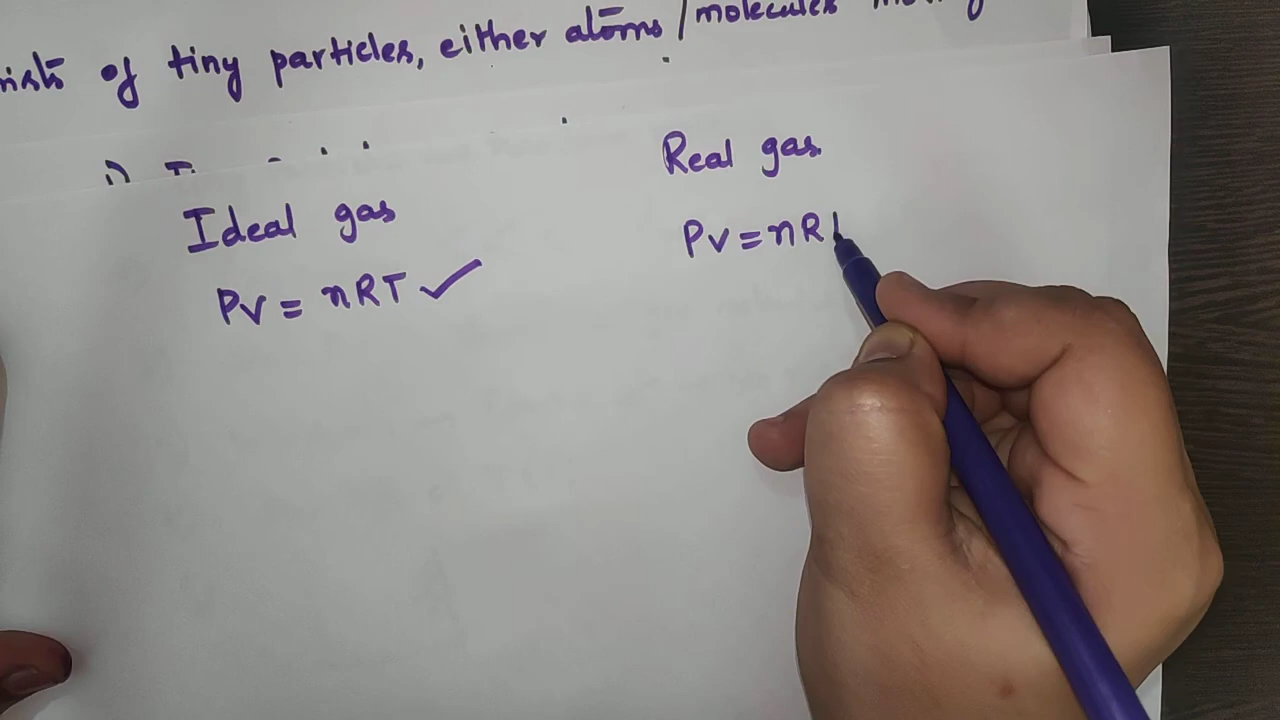 of tiny particles, either atoms / molecules
Ideal gas
PV = nRT ✓
Real gas
PV = nR